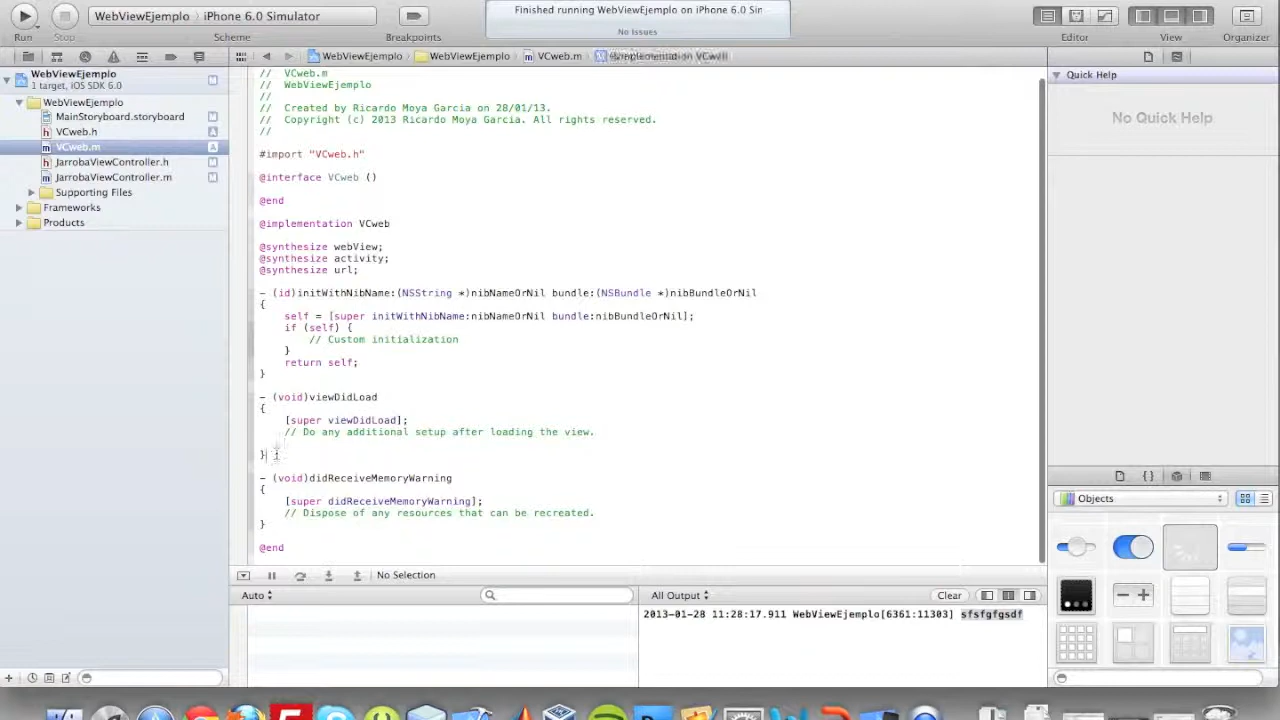 WebViewEjemplo
iPhone 6.0 Simulator
Finished running WebViewEjemplo on iPhone 6.0 Sim
No Issues
Run
Stop
Scheme
Breakpoints
Editor
View
Organizer
WebViewEjemplo
WebViewEjemplo
VCweb.m
WebViewEjemplo
M
1 target, iOS SDK 6.0
WebViewEjemplo
MainStoryboard.storyboard
M
VCweb.h
A
VCweb.m
A
JarrobaViewController.h
M
JarrobaViewController.m
M
Supporting Files
Frameworks
Products
// VCweb.m
// WebViewEjemplo
//
// Created by Ricardo Moya Garcia on 28/01/13.
// Copyright (c) 2013 Ricardo Moya Garcia. All rights reserved.
//
#import "VCweb.h"
@interface VCweb ()
@end
@implementation VCweb
@synthesize webView;
@synthesize activity;
@synthesize url;
- (id)initWithNibName:(NSString *)nibNameOrNil bundle:(NSBundle *)nibBundleOrNil
{
self = [super initWithNibName:nibNameOrNil bundle:nibBundleOrNil];
if (self) {
// Custom initialization
}
return self;
}
- (void)viewDidLoad
{
[super viewDidLoad];
// Do any additional setup after loading the view.
}
- (void)didReceiveMemoryWarning
{
[super didReceiveMemoryWarning];
// Dispose of any resources that can be recreated.
}
@end
Quick Help
No Quick Help
{ }
Objects
No Selection
Auto
All Output
Clear
2013-01-28 11:28:17.911 WebViewEjemplo[6361:11303] sfsfgfgsdf